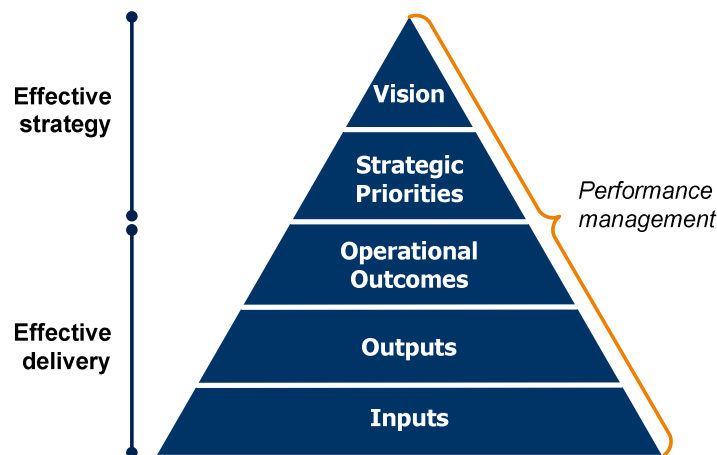 Effective
strategy
Vision
Strategic
Priorities
Performance
management
Operational
Outcomes
Effective
delivery
Outputs
Inputs